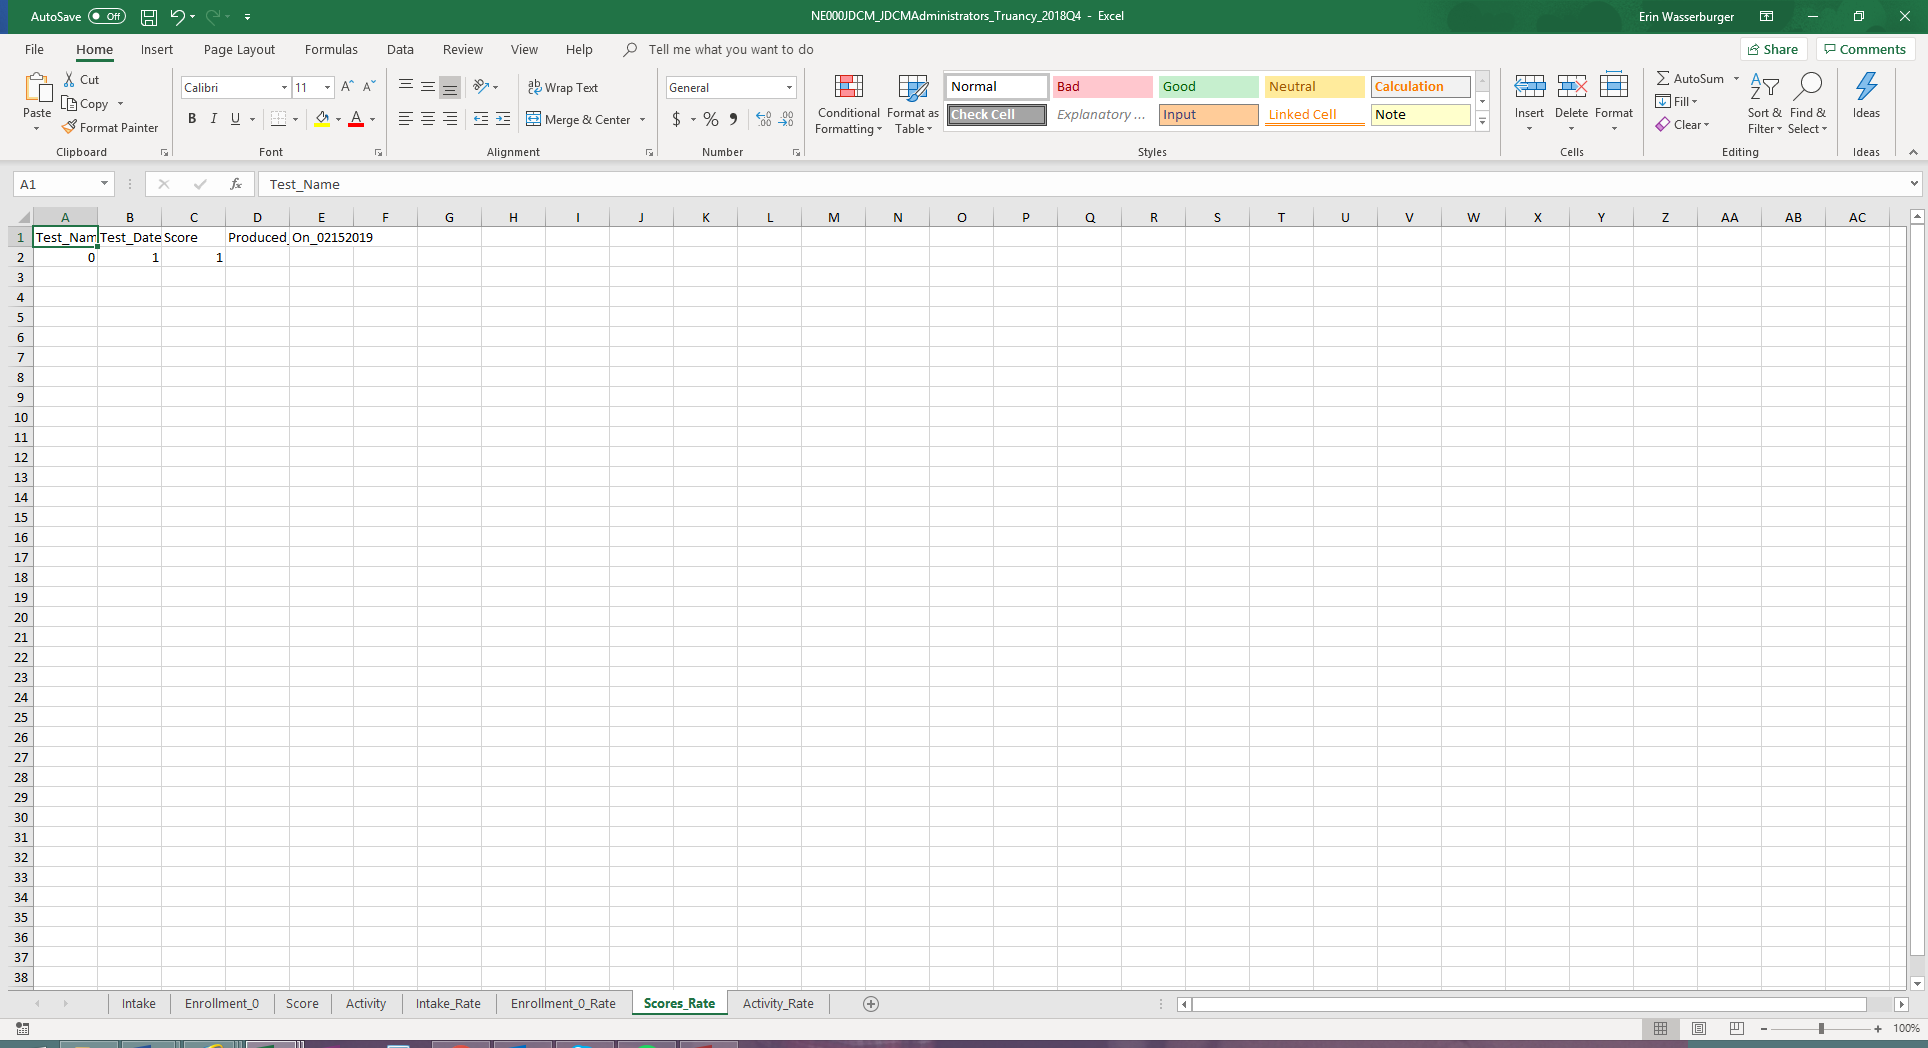 AutoSave Off NE000JDCM_JDCMAdministrators_Truancy_2018Q4 - Excel Erin Wasserburger
File Home Insert Page Layout Formulas Data Review View Help Tell me what you want to do Share Comments
Paste Cut Copy Format Painter Clipboard
Calibri 11 B I U A Font
Wrap Text Merge & Center Alignment
General $ % Number
Conditional Formatting Format as Table
Normal Bad Good Neutral Calculation
Check Cell Explanatory ... Input Linked Cell Note
Styles
Insert Delete Format Cells
AutoSum Fill Clear Sort & Filter Find & Select Editing
Ideas Ideas
A1 fx Test_Name
A B C D E F G H I J K L M N O P Q R S T U V W X Y Z AA AB AC
1 Test_Nam Test_Date Score Produced_ On_02152019
2 0 1 1
3
4
5
6
7
8
9
10
11
12
13
14
15
16
17
18
19
20
21
22
23
24
25
26
27
28
29
30
31
32
33
34
35
36
37
38
Intake Enrollment_0 Score Activity Intake_Rate Enrollment_0_Rate Scores_Rate Activity_Rate
100%